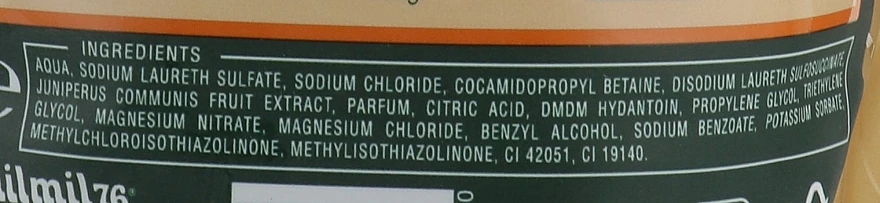 INGREDIENTS
AQUA, SODIUM LAURETH SULFATE, SODIUM CHLORIDE, COCAMIDOPROPYL BETAINE, DISODIUM LAURETH SULFOSUCCINATE,
JUNIPERUS COMMUNIS FRUIT EXTRACT, PARFUM, CITRIC ACID, DMDM HYDANTOIN, PROPYLENE GLYCOL, TRIETHYLENE
GLYCOL, MAGNESIUM NITRATE, MAGNESIUM CHLORIDE, BENZYL ALCOHOL, SODIUM BENZOATE, POTASSIUM SORBATE,
METHYLCHLOROISOTHIAZOLINONE, METHYLISOTHIAZOLINONE, CI 42051, CI 19140.
ilmil76